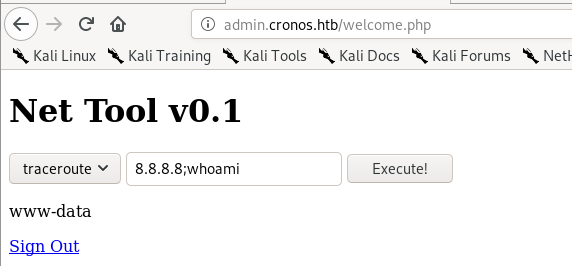 admin.cronos.htb/welcome.php
Kali Linux Kali Training Kali Tools Kali Docs Kali Forums NetH
Net Tool v0.1
traceroute 8.8.8.8;whoami Execute!
www-data
Sign Out